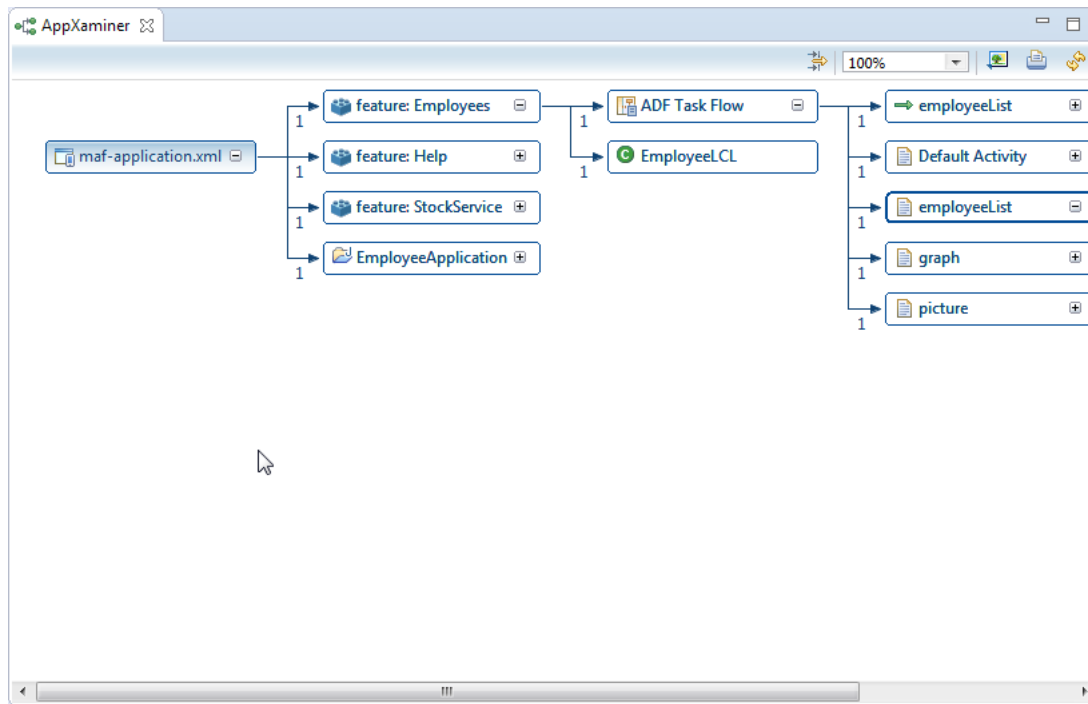 AppXaminer
100%
feature: Employees
ADF Task Flow
employeeList
1
1
1
maf-application.xml
feature: Help
EmployeeLCL
Default Activity
1
1
1
feature: StockService
employeeList
1
1
EmployeeApplication
graph
1
1
picture
1